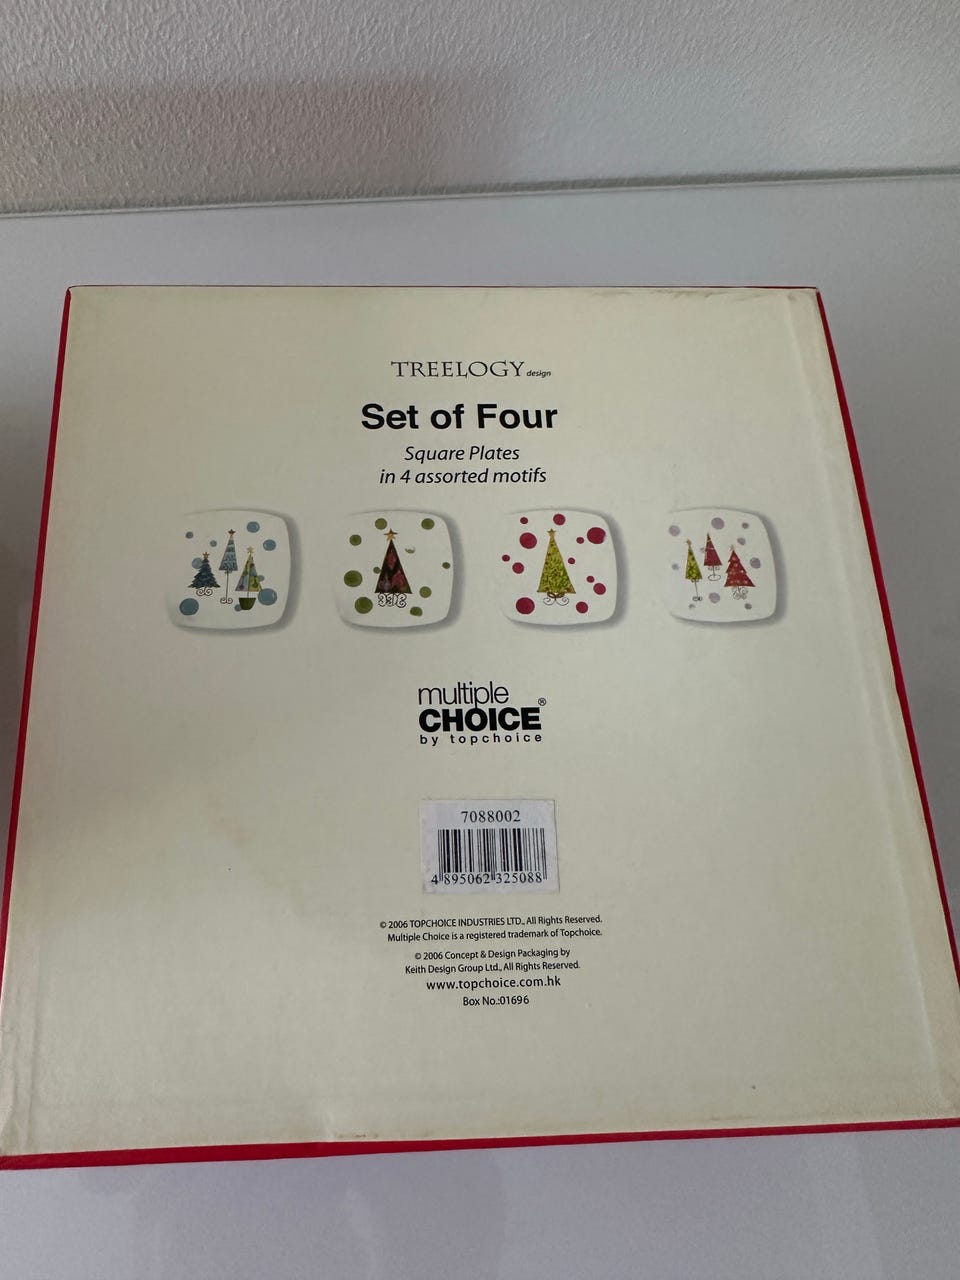 TREELOGY design
Set of Four
Square Plates
in 4 assorted motifs
multiple
CHOICE®
by topchoice
7088002
4 895062 325088
© 2006 TOPCHOICE INDUSTRIES LTD., All Rights Reserved.
Multiple Choice is a registered trademark of Topchoice.
© 2006 Concept & Design Packaging by
Keith Design Group Ltd., All Rights Reserved.
www.topchoice.com.hk
Box No.:01696